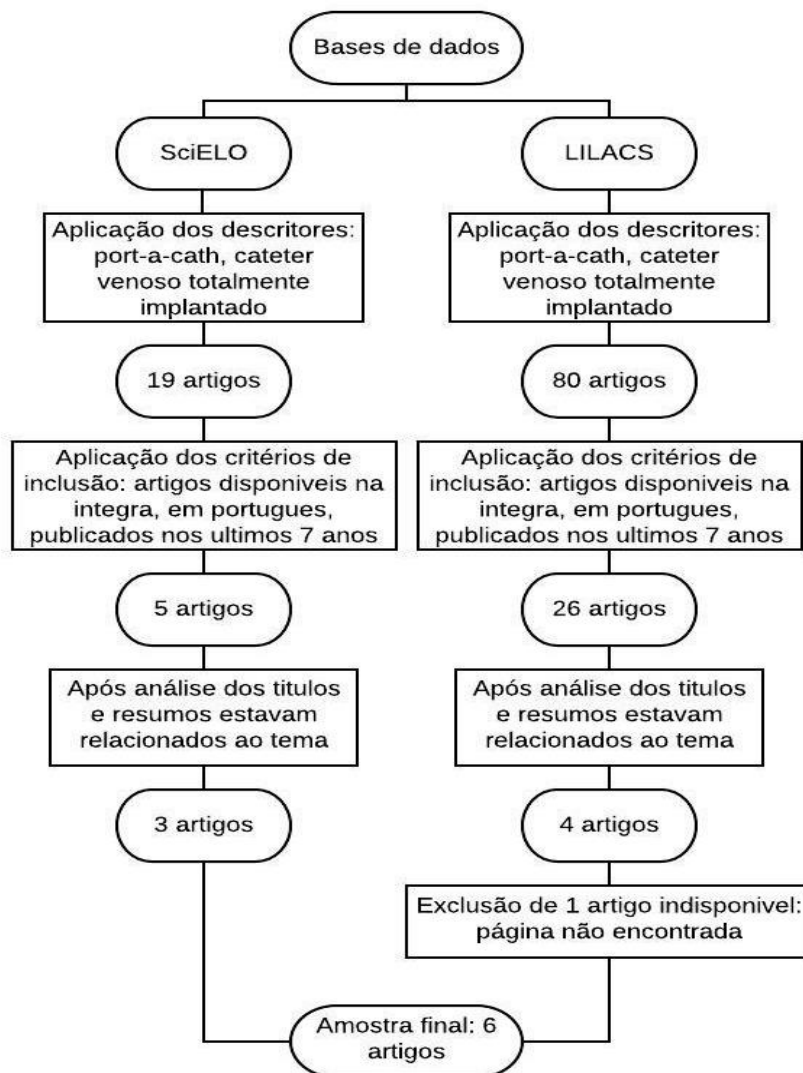 Bases de dados
SciELO
LILACS
Aplicação dos descritores:
port-a-cath, cateter
venoso totalmente
implantado
Aplicação dos descritores:
port-a-cath, cateter
venoso totalmente
implantado
19 artigos
80 artigos
Aplicação dos critérios de
inclusão: artigos disponiveis na
integra, em portugues,
publicados nos ultimos 7 anos
Aplicação dos critérios de
inclusão: artigos disponiveis na
integra, em portugues,
publicados nos ultimos 7 anos
5 artigos
26 artigos
Após análise dos titulos
e resumos estavam
relacionados ao tema
Após análise dos titulos
e resumos estavam
relacionados ao tema
3 artigos
4 artigos
Exclusão de 1 artigo indisponivel:
página não encontrada
Amostra final: 6
artigos